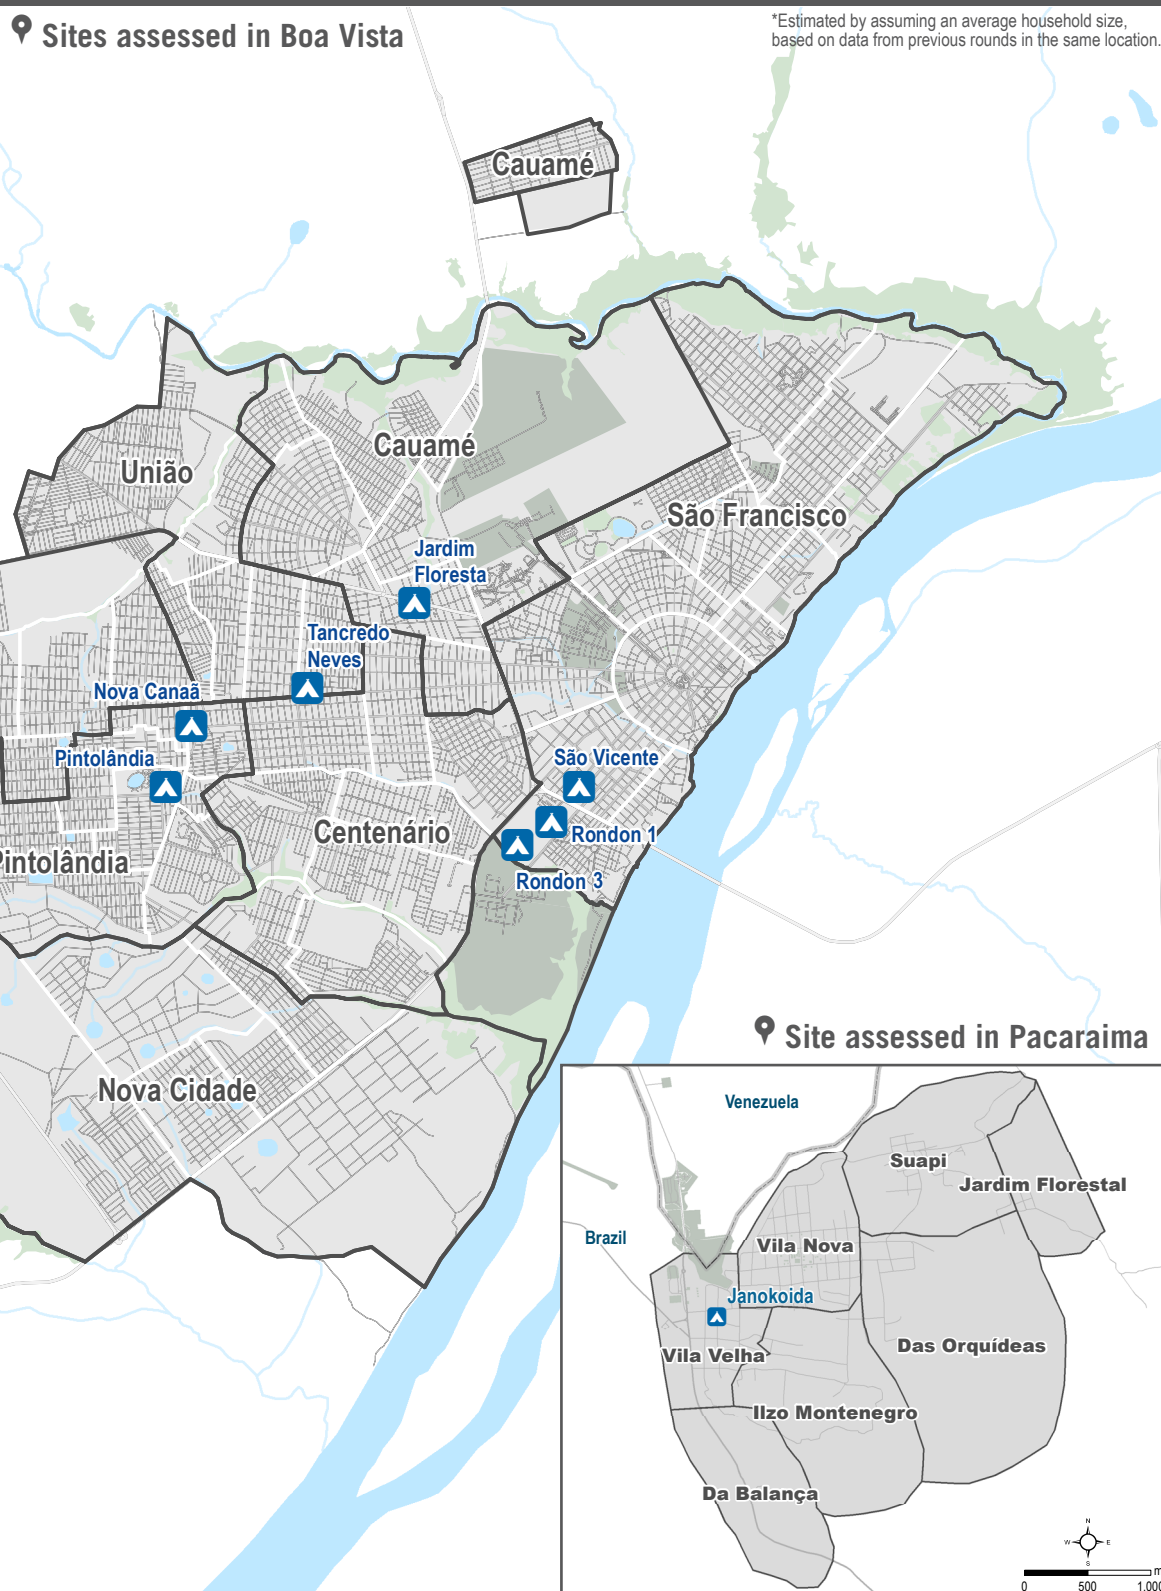 Sites assessed in Boa Vista
*Estimated by assuming an average household size,
based on data from previous rounds in the same location.
Cauamé
Cauamé
União
São Francisco
Jardim
Floresta
Tancredo
Neves
Nova Canaã
Pintolândia
São Vicente
Rondon 1
Centenário
Pintolândia
Rondon 3
Nova Cidade
Site assessed in Pacaraima
Venezuela
Suapi
Jardim Florestal
Brazil
Vila Nova
Janokoida
Das Orquídeas
Vila Velha
Ilzo Montenegro
Da Balança
N
W E
S
m
0 500 1.000